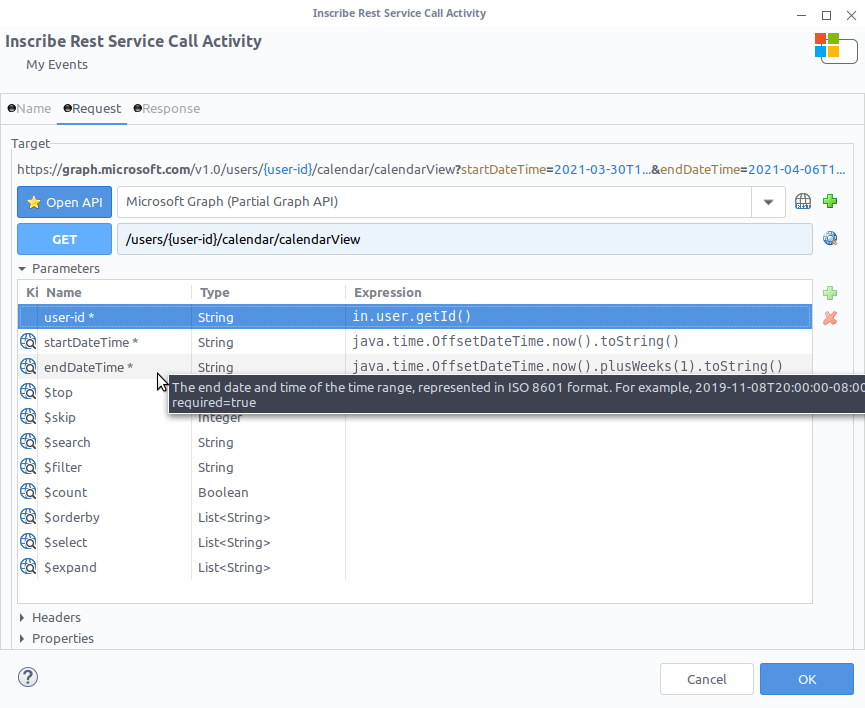 Inscribe Rest Service Call Activity
Inscribe Rest Service Call Activity
My Events
Name Request Response
Target
https://graph.microsoft.com/v1.0/users/{user-id}/calendar/calendarView?startDateTime=2021-03-30T1...&endDateTime=2021-04-06T1...
Open API Microsoft Graph (Partial Graph API)
GET /users/{user-id}/calendar/calendarView
Parameters
Ki Name Type Expression
user-id * String in.user.getId()
startDateTime * String java.time.OffsetDateTime.now().toString()
endDateTime * String java.time.OffsetDateTime.now().plusWeeks(1).toString()
The end date and time of the time range, represented in ISO 8601 format. For example, 2019-11-08T20:00:00-08:00
required=true
$top
$skip Integer
$search String
$filter String
$count Boolean
$orderby List<String>
$select List<String>
$expand List<String>
Headers
Properties
? Cancel OK